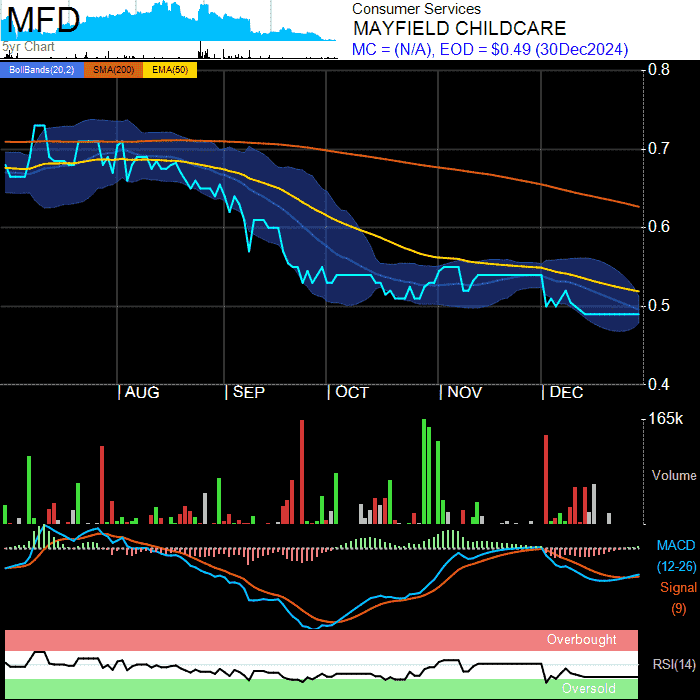 MFD
5yr Chart
Consumer Services
MAYFIELD CHILDCARE
MC = (N/A), EOD = $0.49 (30Dec2024)
BollBands(20,2) SMA(200) EMA(50)
0.8
0.7
0.6
0.5
0.4
AUG SEP OCT NOV DEC
165k
Volume
MACD
(12-26)
Signal
(9)
Overbought
RSI(14)
Oversold